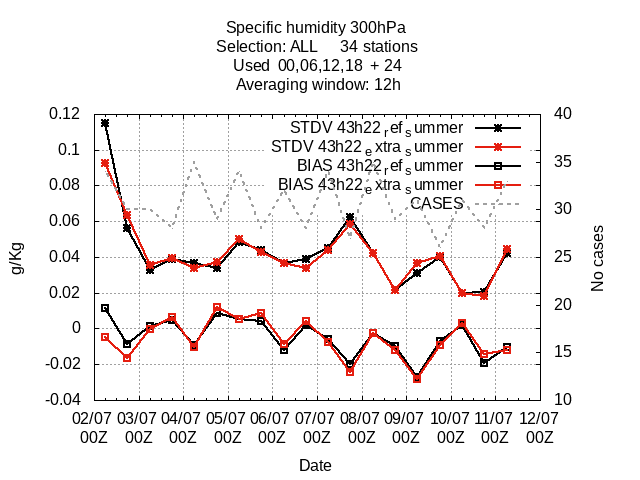 Specific humidity 300hPa
Selection: ALL 34 stations
Used 00,06,12,18 + 24
Averaging window: 12h
0.12
0.1
0.08
0.06
0.04
0.02
0
-0.02
-0.04
g/Kg
STDV 43h22refsummer
STDV 43h22extrasummer
BIAS 43h22refsummer
BIAS 43h22extrasummer
CASES
40
35
30
25
20
15
10
No cases
02/07 03/07 04/07 05/07 06/07 07/07 08/07 09/07 10/07 11/07 12/07
00Z 00Z 00Z 00Z 00Z 00Z 00Z 00Z 00Z 00Z 00Z
Date